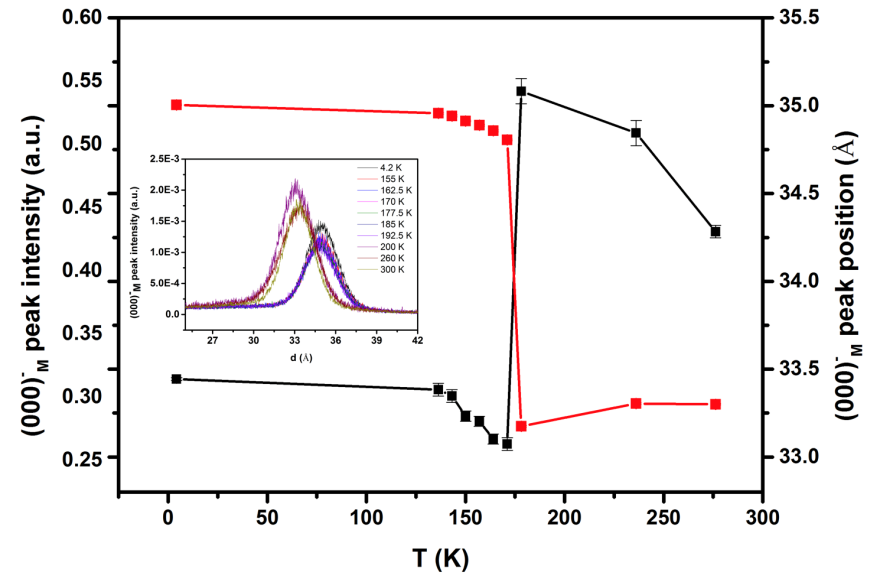 0.60
0.55
0.50
0.45
0.40
0.35
0.30
0.25
(000)⁻M peak intensity (a.u.)
35.5
35.0
34.5
34.0
33.5
33.0
(000)⁻M peak position (Å)
0
50
100
150
200
250
300
T (K)
2.5E-3
2.0E-3
1.5E-3
1.0E-3
5.0E-4
0.0
(000)⁻M peak intensity (a.u.)
27
30
33
36
39
42
d (Å)
4.2 K
155 K
162.5 K
170 K
177.5 K
185 K
192.5 K
200 K
260 K
300 K